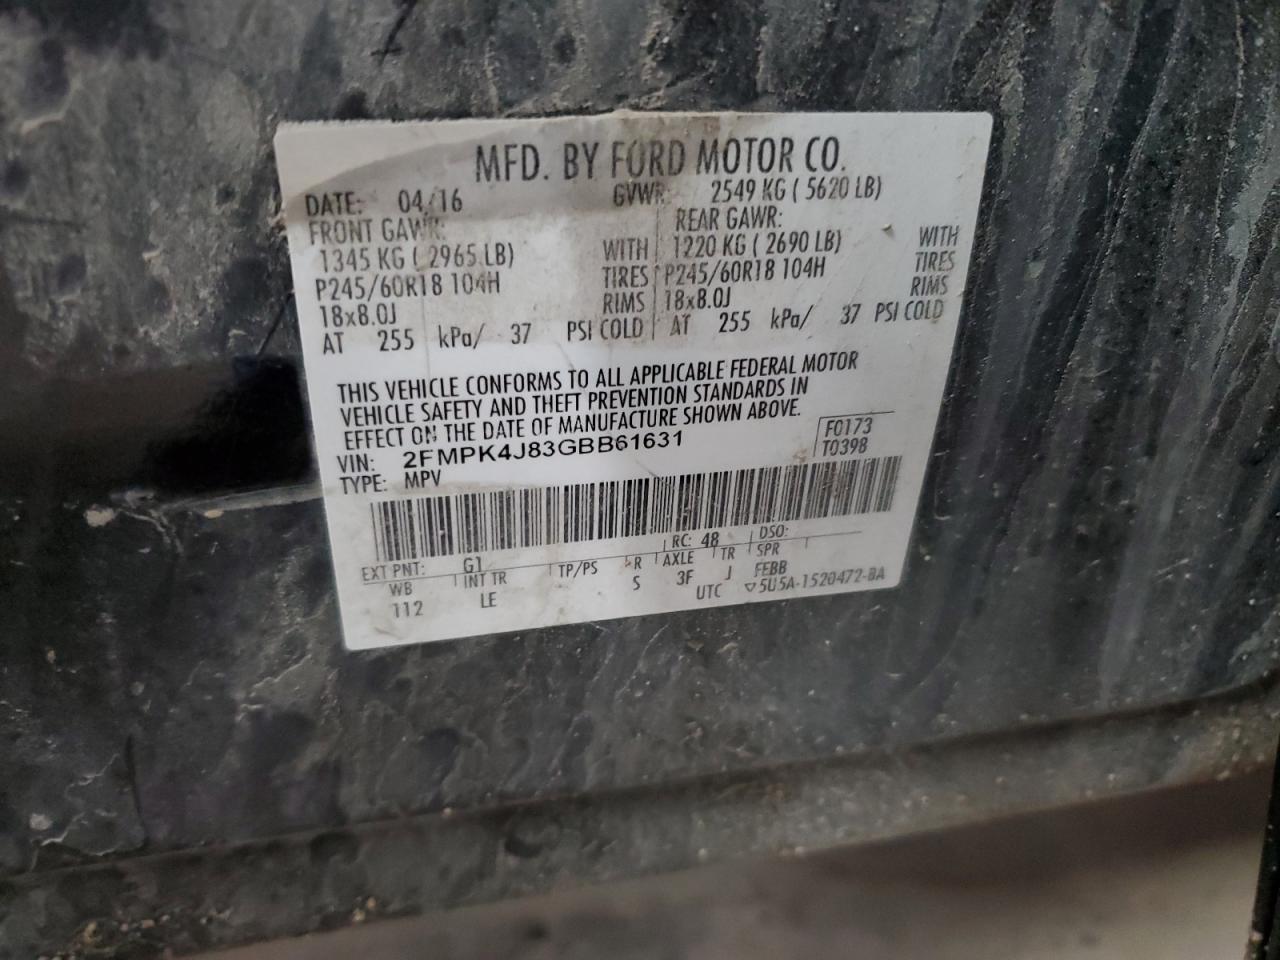 MFD. BY FORD MOTOR CO.
DATE: 04/16 GVWR: 2549 KG ( 5620 LB)
FRONT GAWR: REAR GAWR:
1345 KG ( 2965 LB) WITH 1220 KG ( 2690 LB) WITH
P245/60R18 104H TIRES P245/60R18 104H TIRES
18x8.0J RIMS 18x8.0J RIMS
AT 255 kPa/ 37 PSI COLD AT 255 kPa/ 37 PSI COLD
THIS VEHICLE CONFORMS TO ALL APPLICABLE FEDERAL MOTOR
VEHICLE SAFETY AND THEFT PREVENTION STANDARDS IN
EFFECT ON THE DATE OF MANUFACTURE SHOWN ABOVE.
VIN: 2FMPK4J83GBB61631 F0173
TYPE: MPV T0398
EXT PNT: G1 RC: 48 DSO:
WB INT TR TP/PS R AXLE TR SPR
112 LE S 3F J FEBB
UTC ▽5U5A-1520472-BA